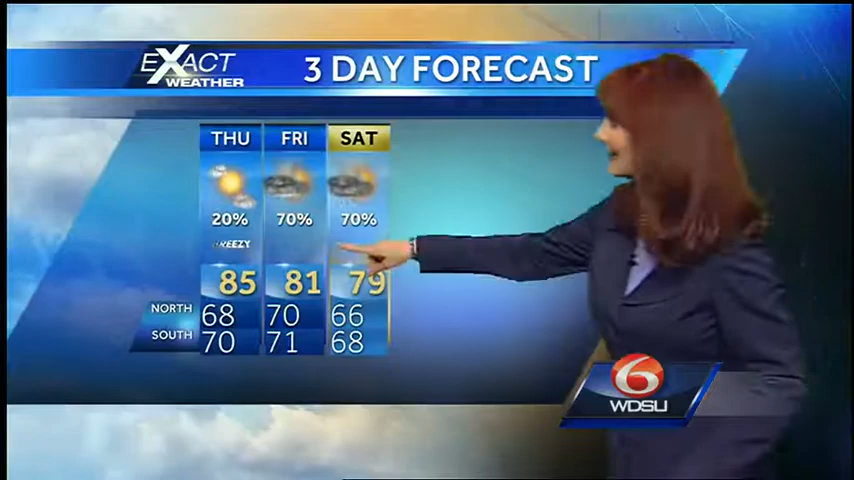 EXACT
WEATHER
3 DAY FORECAST
THU FRI SAT
20% 70% 70%
BREEZY
85 81 79
NORTH 68 70 66
SOUTH 70 71 68
6
WDSU